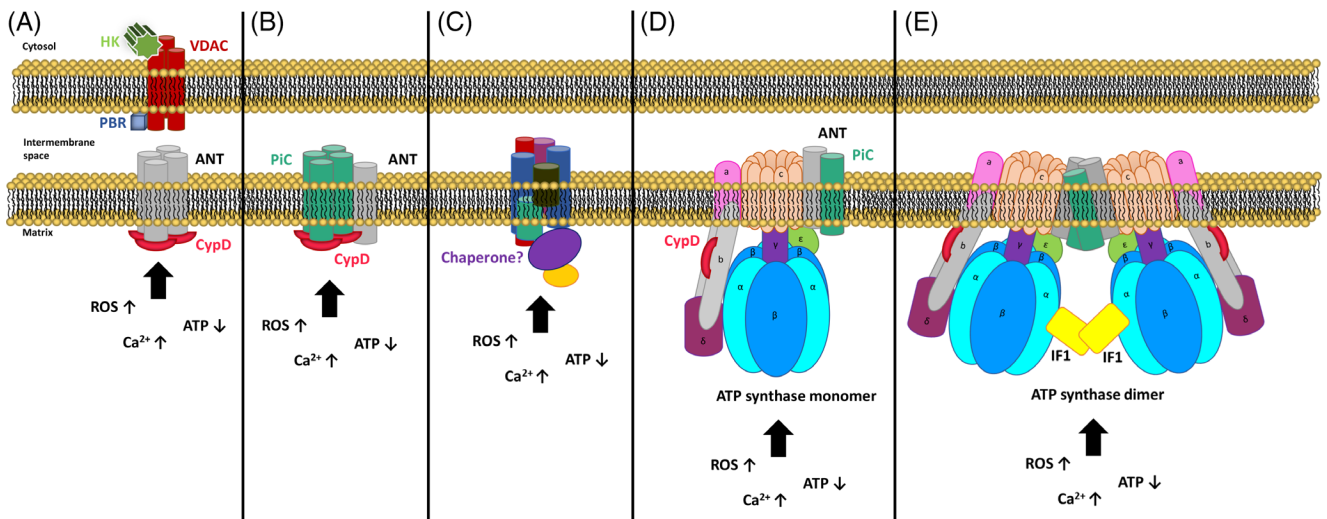 (A)
Cytosol
HK
VDAC
PBR
Intermembrane
space
ANT
Matrix
CypD
ROS ↑
ATP ↓
Ca²⁺ ↑
(B)
PiC
ANT
CypD
ROS ↑
ATP ↓
Ca²⁺ ↑
(C)
Chaperone?
ROS ↑
ATP ↓
Ca²⁺ ↑
(D)
ANT
PiC
a
c
CypD
b
γ
ε
β
β
α
α
β
δ
ATP synthase monomer
ROS ↑
ATP ↓
Ca²⁺ ↑
(E)
a
c
c
a
b
γ
ε
ε
γ
b
β
β
β
β
α
α
α
α
β
β
δ
δ
IF1
IF1
ATP synthase dimer
ROS ↑
ATP ↓
Ca²⁺ ↑